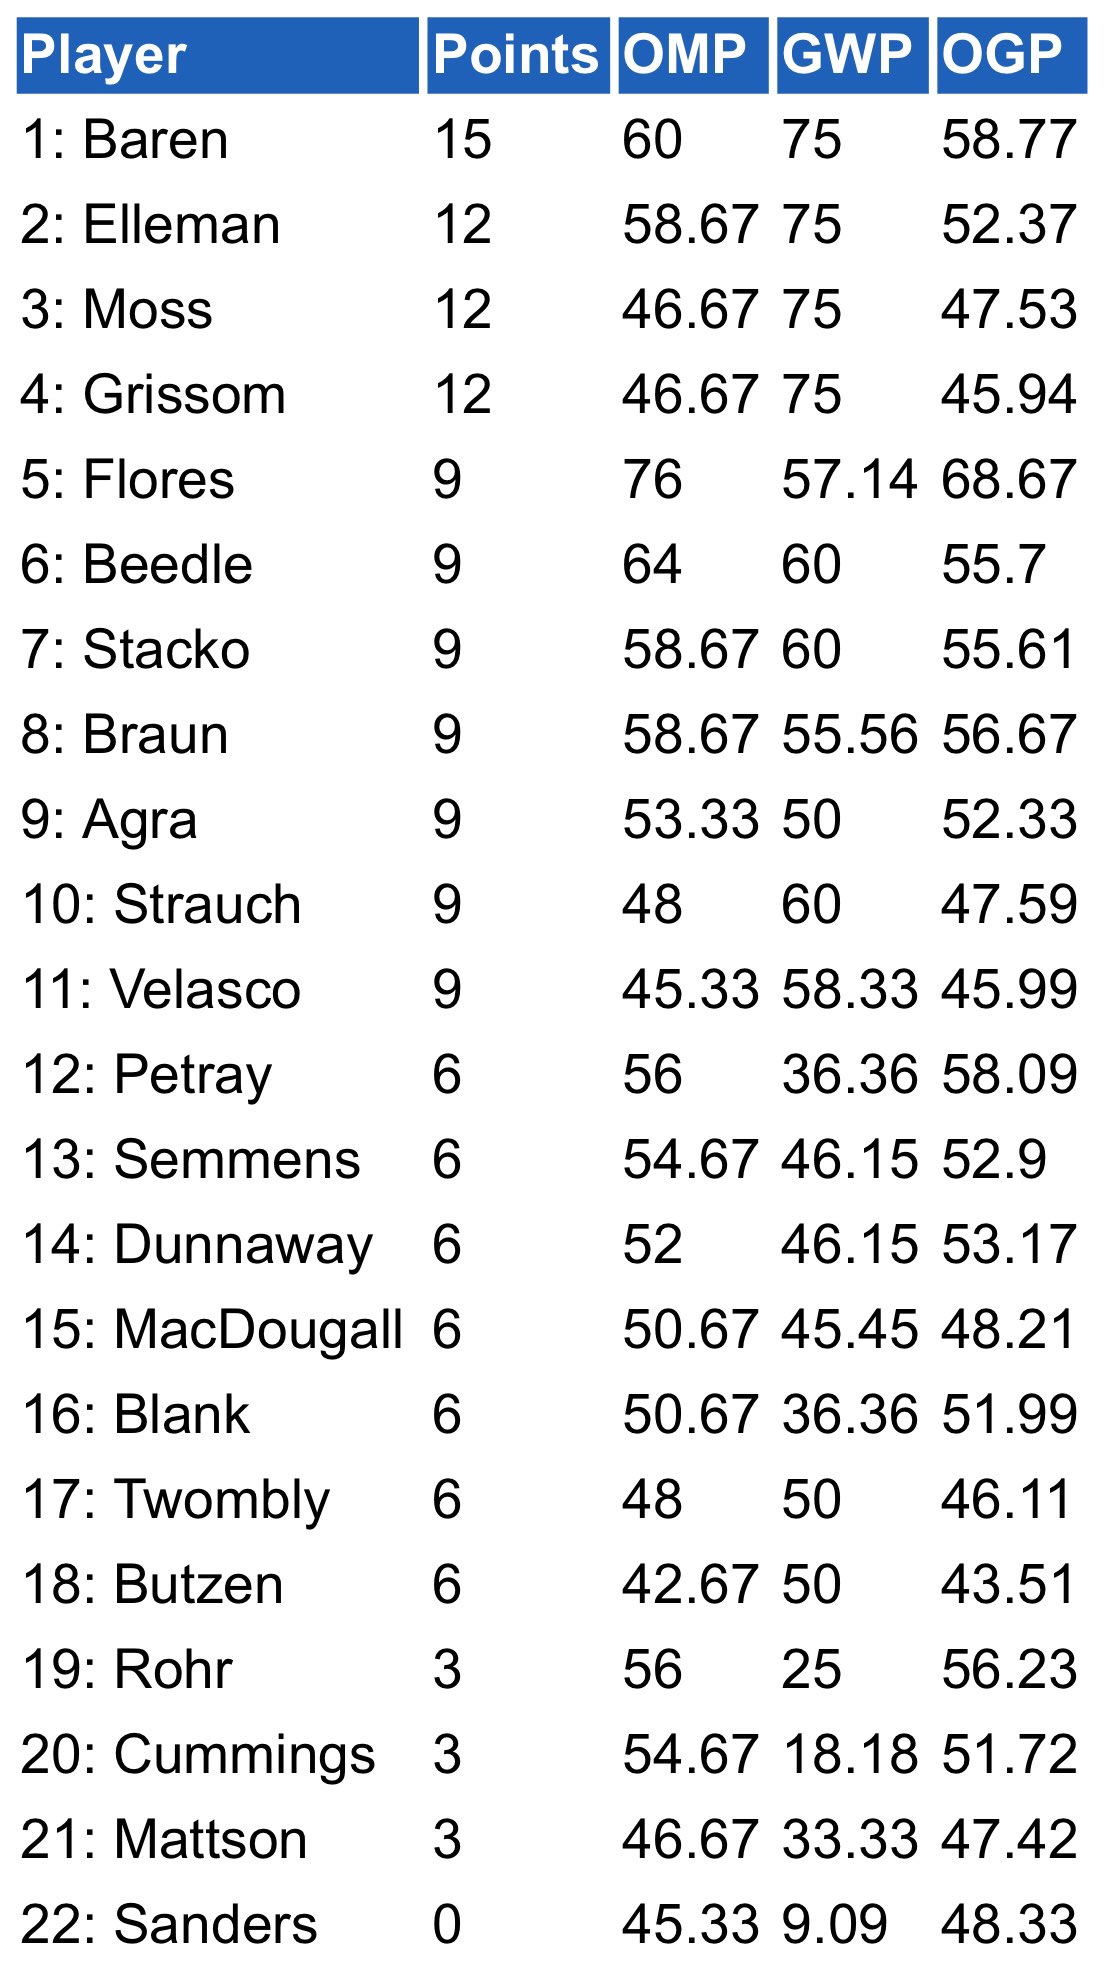 Player Points OMP GWP OGP
1: Baren 15 60 75 58.77
2: Elleman 12 58.67 75 52.37
3: Moss 12 46.67 75 47.53
4: Grissom 12 46.67 75 45.94
5: Flores 9 76 57.14 68.67
6: Beedle 9 64 60 55.7
7: Stacko 9 58.67 60 55.61
8: Braun 9 58.67 55.56 56.67
9: Agra 9 53.33 50 52.33
10: Strauch 9 48 60 47.59
11: Velasco 9 45.33 58.33 45.99
12: Petray 6 56 36.36 58.09
13: Semmens 6 54.67 46.15 52.9
14: Dunnaway 6 52 46.15 53.17
15: MacDougall 6 50.67 45.45 48.21
16: Blank 6 50.67 36.36 51.99
17: Twombly 6 48 50 46.11
18: Butzen 6 42.67 50 43.51
19: Rohr 3 56 25 56.23
20: Cummings 3 54.67 18.18 51.72
21: Mattson 3 46.67 33.33 47.42
22: Sanders 0 45.33 9.09 48.33